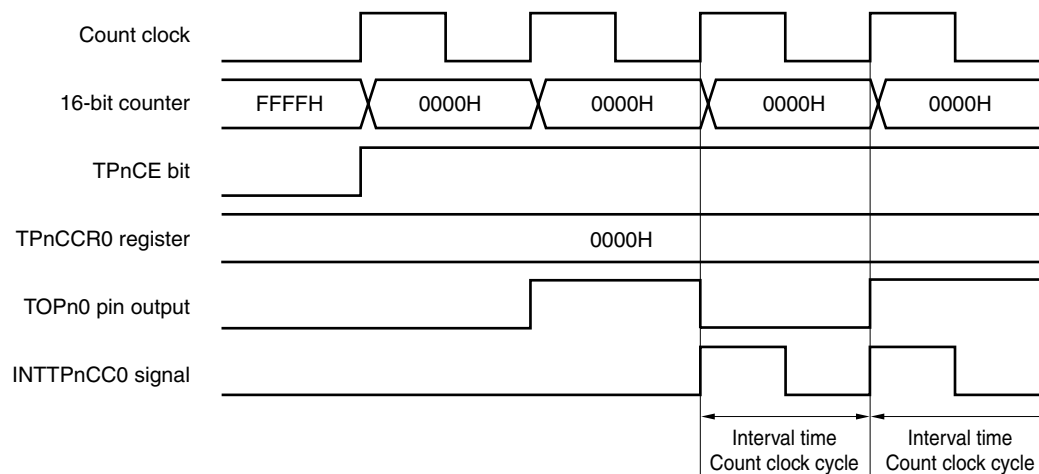 Count clock
16-bit counter
FFFFH
0000H
0000H
0000H
0000H
TPnCE bit
TPnCCR0 register
0000H
TOPn0 pin output
INTTPnCC0 signal
Interval time
Count clock cycle
Interval time
Count clock cycle